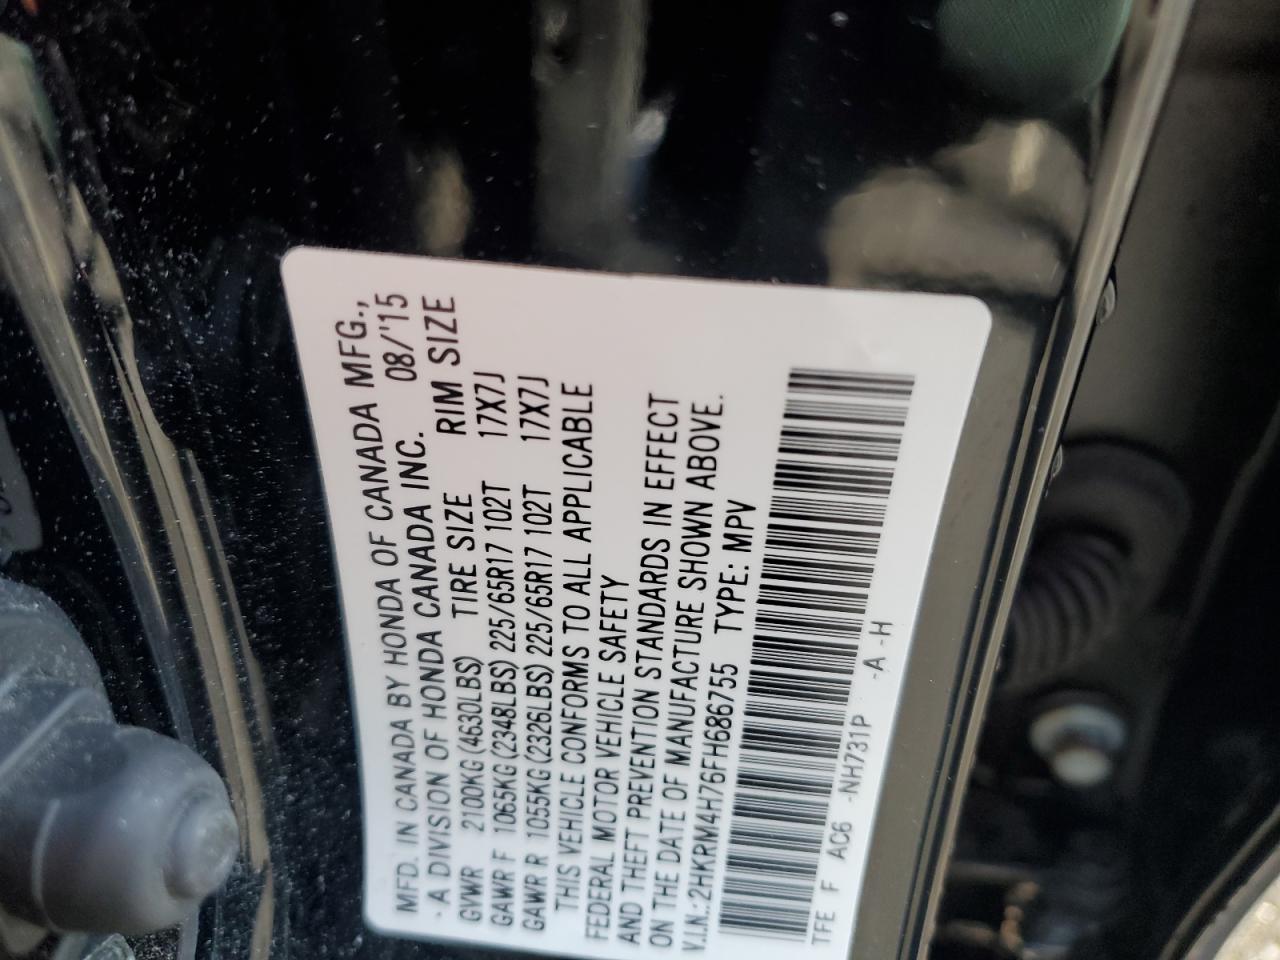 MFD. IN CANADA BY HONDA OF CANADA MFG.,
- A DIVISION OF HONDA CANADA INC. 08/'15
GVWR 2100KG (4630LBS) TIRE SIZE RIM SIZE
GAWR F 1065KG (2348LBS) 225/65R17 102T 17X7J
GAWR R 1055KG (2326LBS) 225/65R17 102T 17X7J
THIS VEHICLE CONFORMS TO ALL APPLICABLE
FEDERAL MOTOR VEHICLE SAFETY
AND THEFT PREVENTION STANDARDS IN EFFECT
ON THE DATE OF MANUFACTURE SHOWN ABOVE.
V.I.N.:2HKRM4H76FH686755 TYPE: MPV
TFE F AC6 -NH731P -A -H